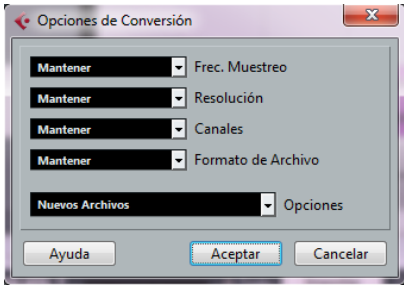 Opciones de Conversión
Mantener Frec. Muestreo
Mantener Resolución
Mantener Canales
Mantener Formato de Archivo
Nuevos Archivos Opciones
Ayuda Aceptar Cancelar